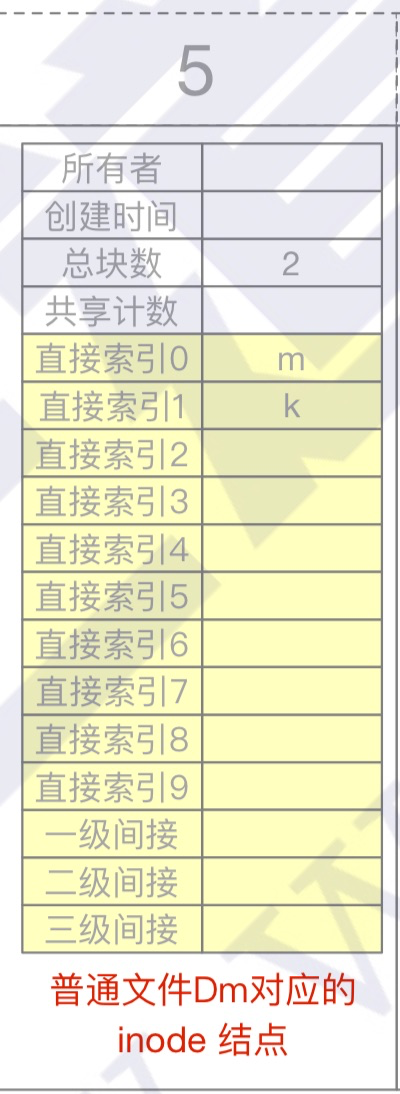 5
所有者
创建时间
总块数 2
共享计数
直接索引0 m
直接索引1 k
直接索引2
直接索引3
直接索引4
直接索引5
直接索引6
直接索引7
直接索引8
直接索引9
一级间接
二级间接
三级间接
普通文件Dm对应的
inode 结点